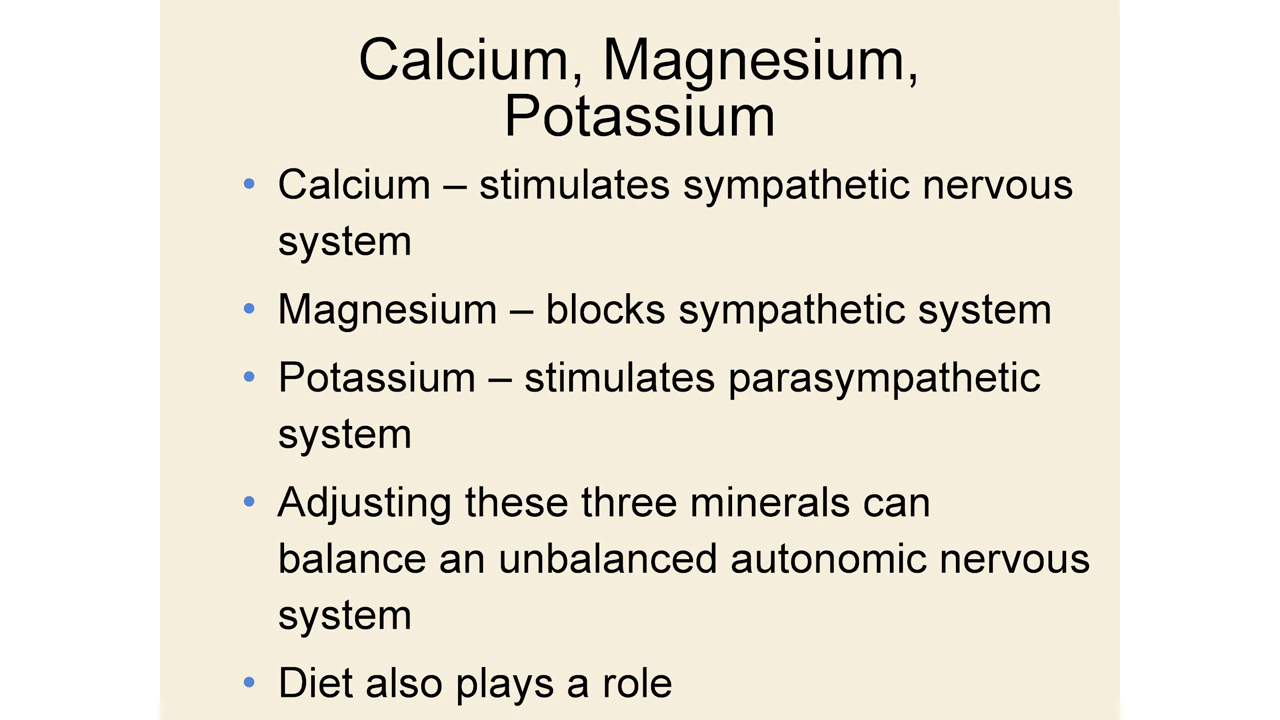 Calcium, Magnesium,
Potassium
• Calcium – stimulates sympathetic nervous
system
• Magnesium – blocks sympathetic system
• Potassium – stimulates parasympathetic
system
• Adjusting these three minerals can
balance an unbalanced autonomic nervous
system
• Diet also plays a role